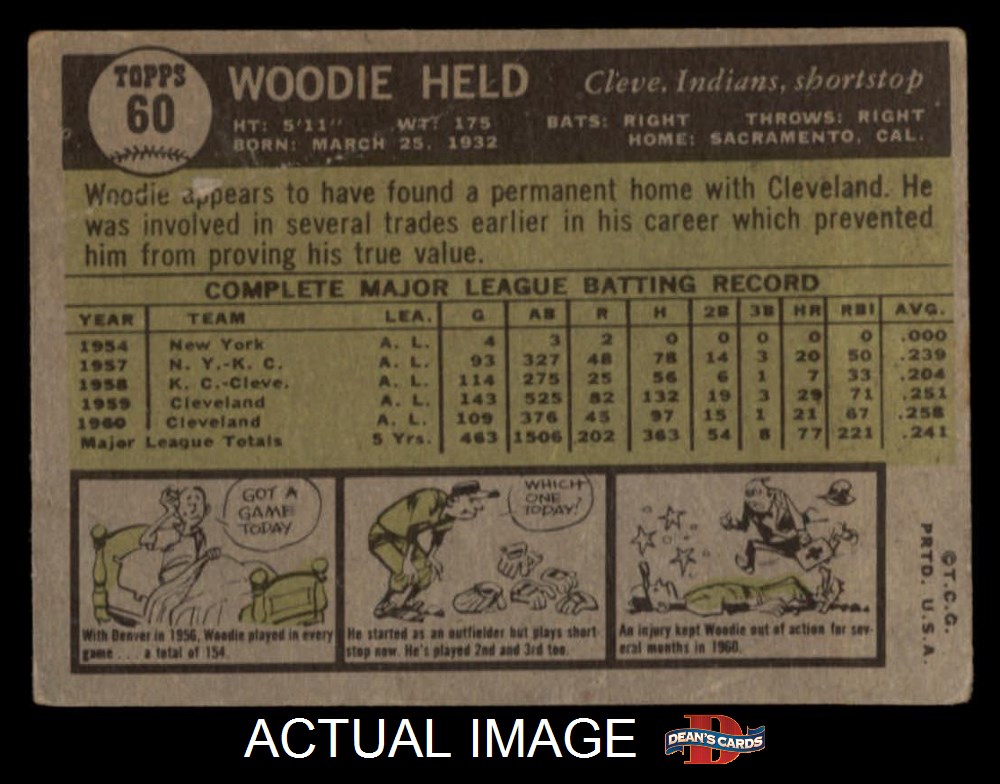 TOPPS
60
WOODIE HELD
Cleve. Indians, shortstop
HT: 5'11" WT: 175 BATS: RIGHT THROWS: RIGHT
BORN: MARCH 25, 1932 HOME: SACRAMENTO, CAL.
Woodie appears to have found a permanent home with Cleveland. He
was involved in several trades earlier in his career which prevented
him from proving his true value.
COMPLETE MAJOR LEAGUE BATTING RECORD
YEAR TEAM LEA. G AB R H 2B 3B HR RBI AVG.
1954 New York A. L. 4 3 2 0 0 0 0 0 .000
1957 N. Y.-K. C. A. L. 93 327 48 78 14 3 20 50 .239
1958 K. C.-Cleve. A. L. 114 275 25 56 6 1 7 33 .204
1959 Cleveland A. L. 143 525 82 132 19 3 29 71 .251
1960 Cleveland A. L. 109 376 45 97 15 1 21 67 .258
Major League Totals 5 Yrs. 463 1506 202 363 54 8 77 221 .241
GOT A
GAME
TODAY
With Denver in 1956, Woodie played in every
game . . . a total of 154.
WHICH
ONE
TODAY?
He started as an outfielder but plays short-
stop now. He's played 2nd and 3rd too.
An injury kept Woodie out of action for sev-
eral months in 1960.
©T.C.G.
PRTD. U.S.A.
ACTUAL IMAGE
D
DEAN'S CARDS